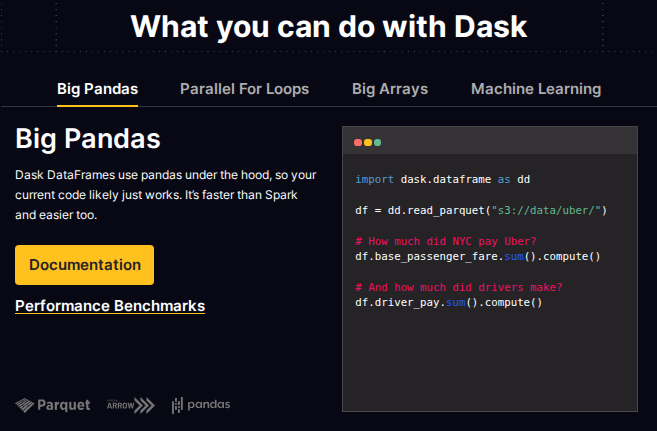 What you can do with Dask
Big Pandas
Parallel For Loops
Big Arrays
Machine Learning
Big Pandas
Dask DataFrames use pandas under the hood, so your
current code likely just works. It's faster than Spark
and easier too.
Documentation
Performance Benchmarks
Parquet
ARROW
pandas
import dask.dataframe as dd
df = dd.read_parquet("s3://data/uber/")
# How much did NYC pay Uber?
df.base_passenger_fare.sum().compute()
# And how much did drivers make?
df.driver_pay.sum().compute()